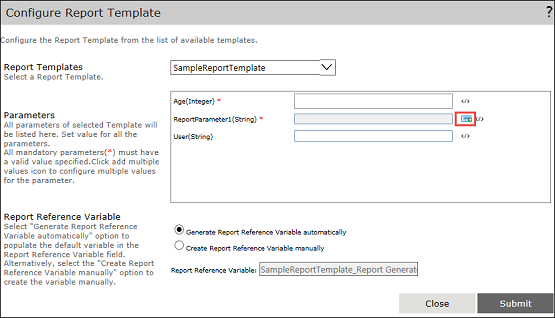 Configure Report Template ?
Configure the Report Template from the list of available templates.
Report Templates
Select a Report Template.
SampleReportTemplate
Parameters
All parameters of selected Template will
be listed here. Set value for all the
parameters.
All mandatory parameters(*) must have
a valid value specified.Click add multiple
values icon to configure multiple values
for the parameter.
Age(Integer) * </>
ReportParameter1(String) * </>
User(String) </>
Report Reference Variable
Select "Generate Report Reference
Variable automatically" option to
populate the default variable in the
Report Reference Variable field.
Alternatively, select the "Create Report
Reference Variable manually" option to
create the variable manually.
Generate Report Reference Variable automatically
Create Report Reference Variable manually
Report Reference Variable: SampleReportTemplate_Report Generat
Close Submit